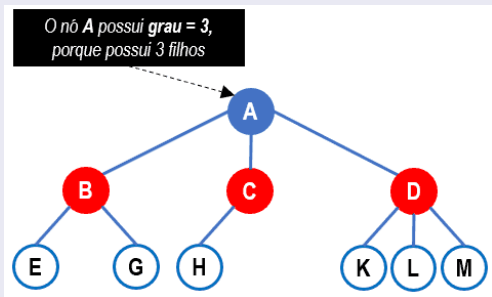 O nó A possui grau = 3,
porque possui 3 filhos
A
B C D
E G H K L M